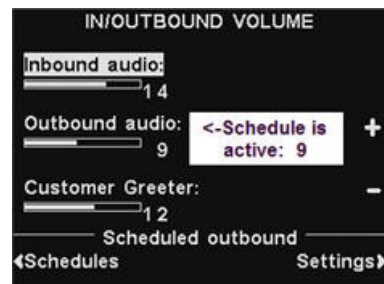 IN/OUTBOUND VOLUME
Inbound audio:
14
Outbound audio:
9
<-Schedule is
active: 9
+
Customer Greeter:
12
-
Scheduled outbound
Schedules
Settings